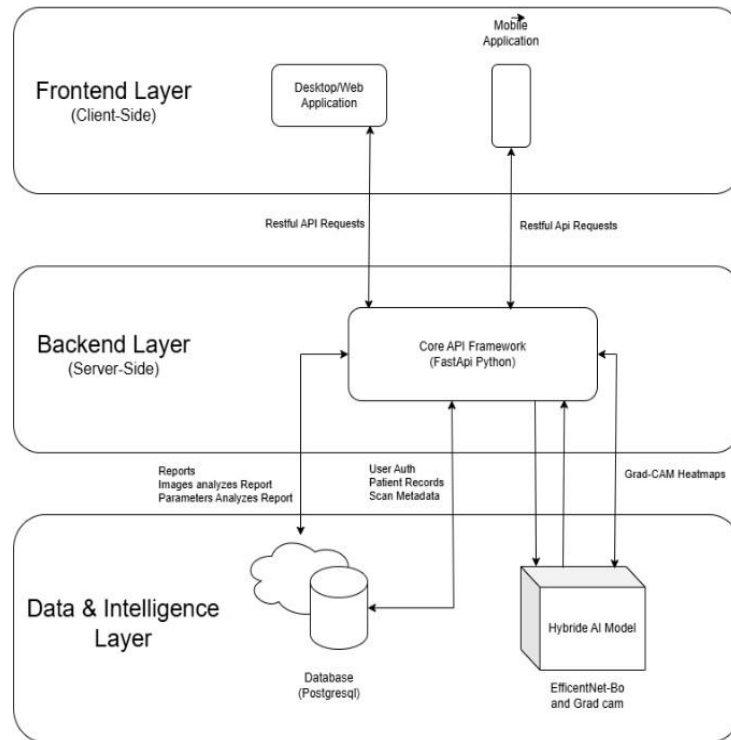 Mobile
Application
Frontend Layer
(Client-Side)
Desktop/Web
Application
Restful API Requests
Restful Api Requests
Backend Layer
(Server-Side)
Core API Framework
(FastApi Python)
Reports
Images analyzes Report
Parameters Analyzes Report
User Auth
Patient Records
Scan Metadata
Grad-CAM Heatmaps
Data & Intelligence
Layer
Hybride AI Model
Database
(Postgresql)
EfficentNet-Bo
and Grad cam